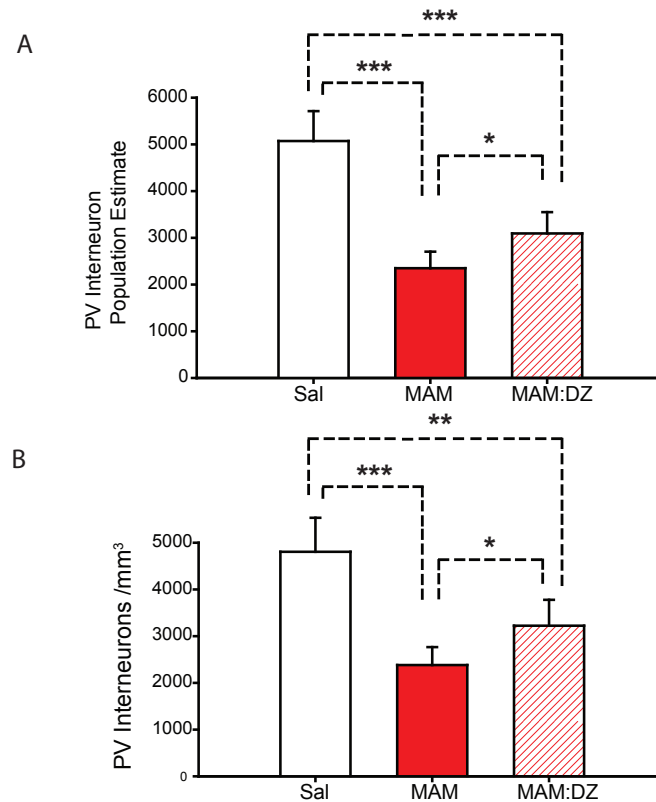 A
***
***
*
PV Interneuron
Population Estimate
6000
5000
4000
3000
2000
1000
0
Sal MAM MAM:DZ
B
**
***
*
PV Interneurons /mm³
5000
4000
3000
2000
1000
0
Sal MAM MAM:DZ